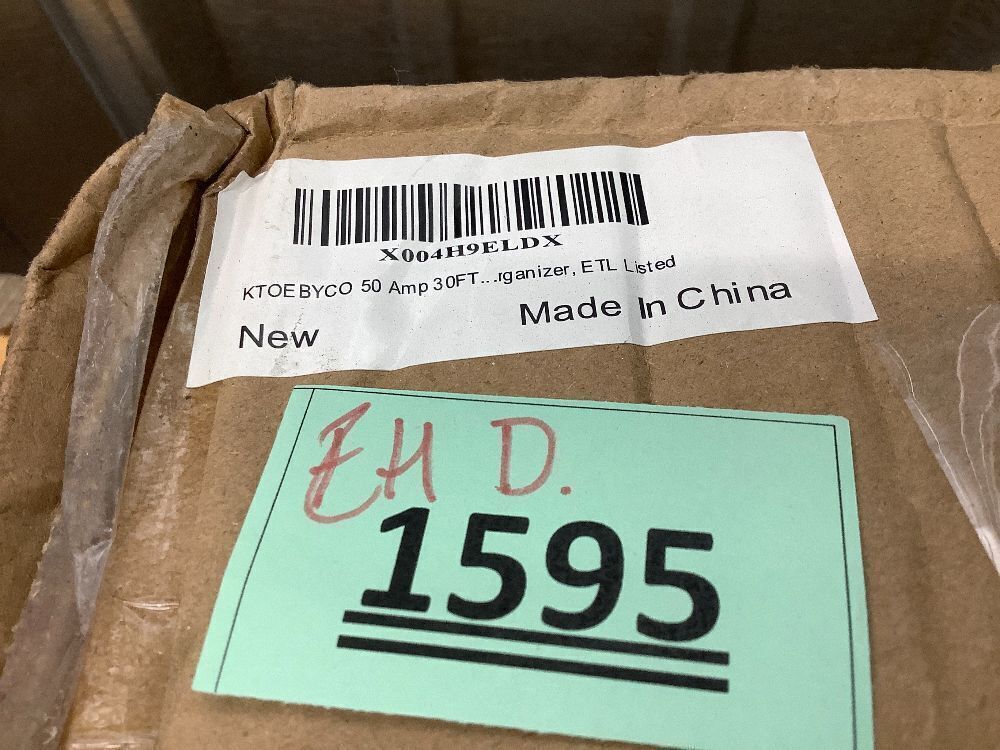 X004H9ELDX
KTOEBYCO 50 Amp 30FT...rganizer, ETL Listed
New
Made In China
EH D.
1595